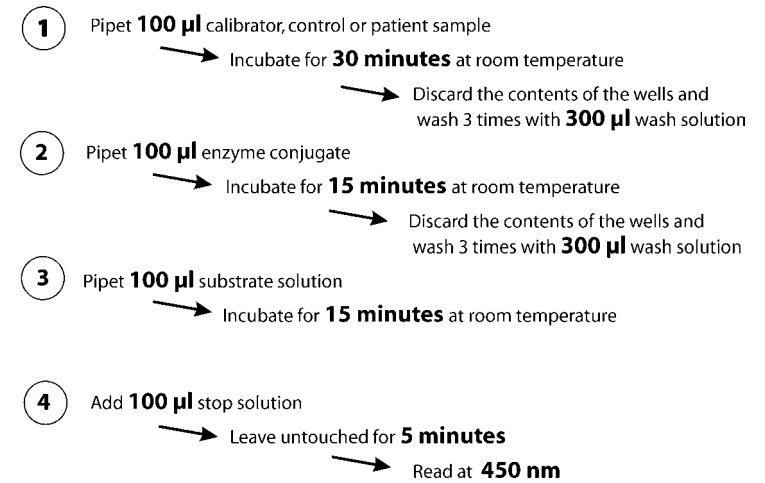 1 Pipet 100 µl calibrator, control or patient sample
Incubate for 30 minutes at room temperature
Discard the contents of the wells and
wash 3 times with 300 µl wash solution
2 Pipet 100 µl enzyme conjugate
Incubate for 15 minutes at room temperature
Discard the contents of the wells and
wash 3 times with 300 µl wash solution
3 Pipet 100 µl substrate solution
Incubate for 15 minutes at room temperature
4 Add 100 µl stop solution
Leave untouched for 5 minutes
Read at 450 nm